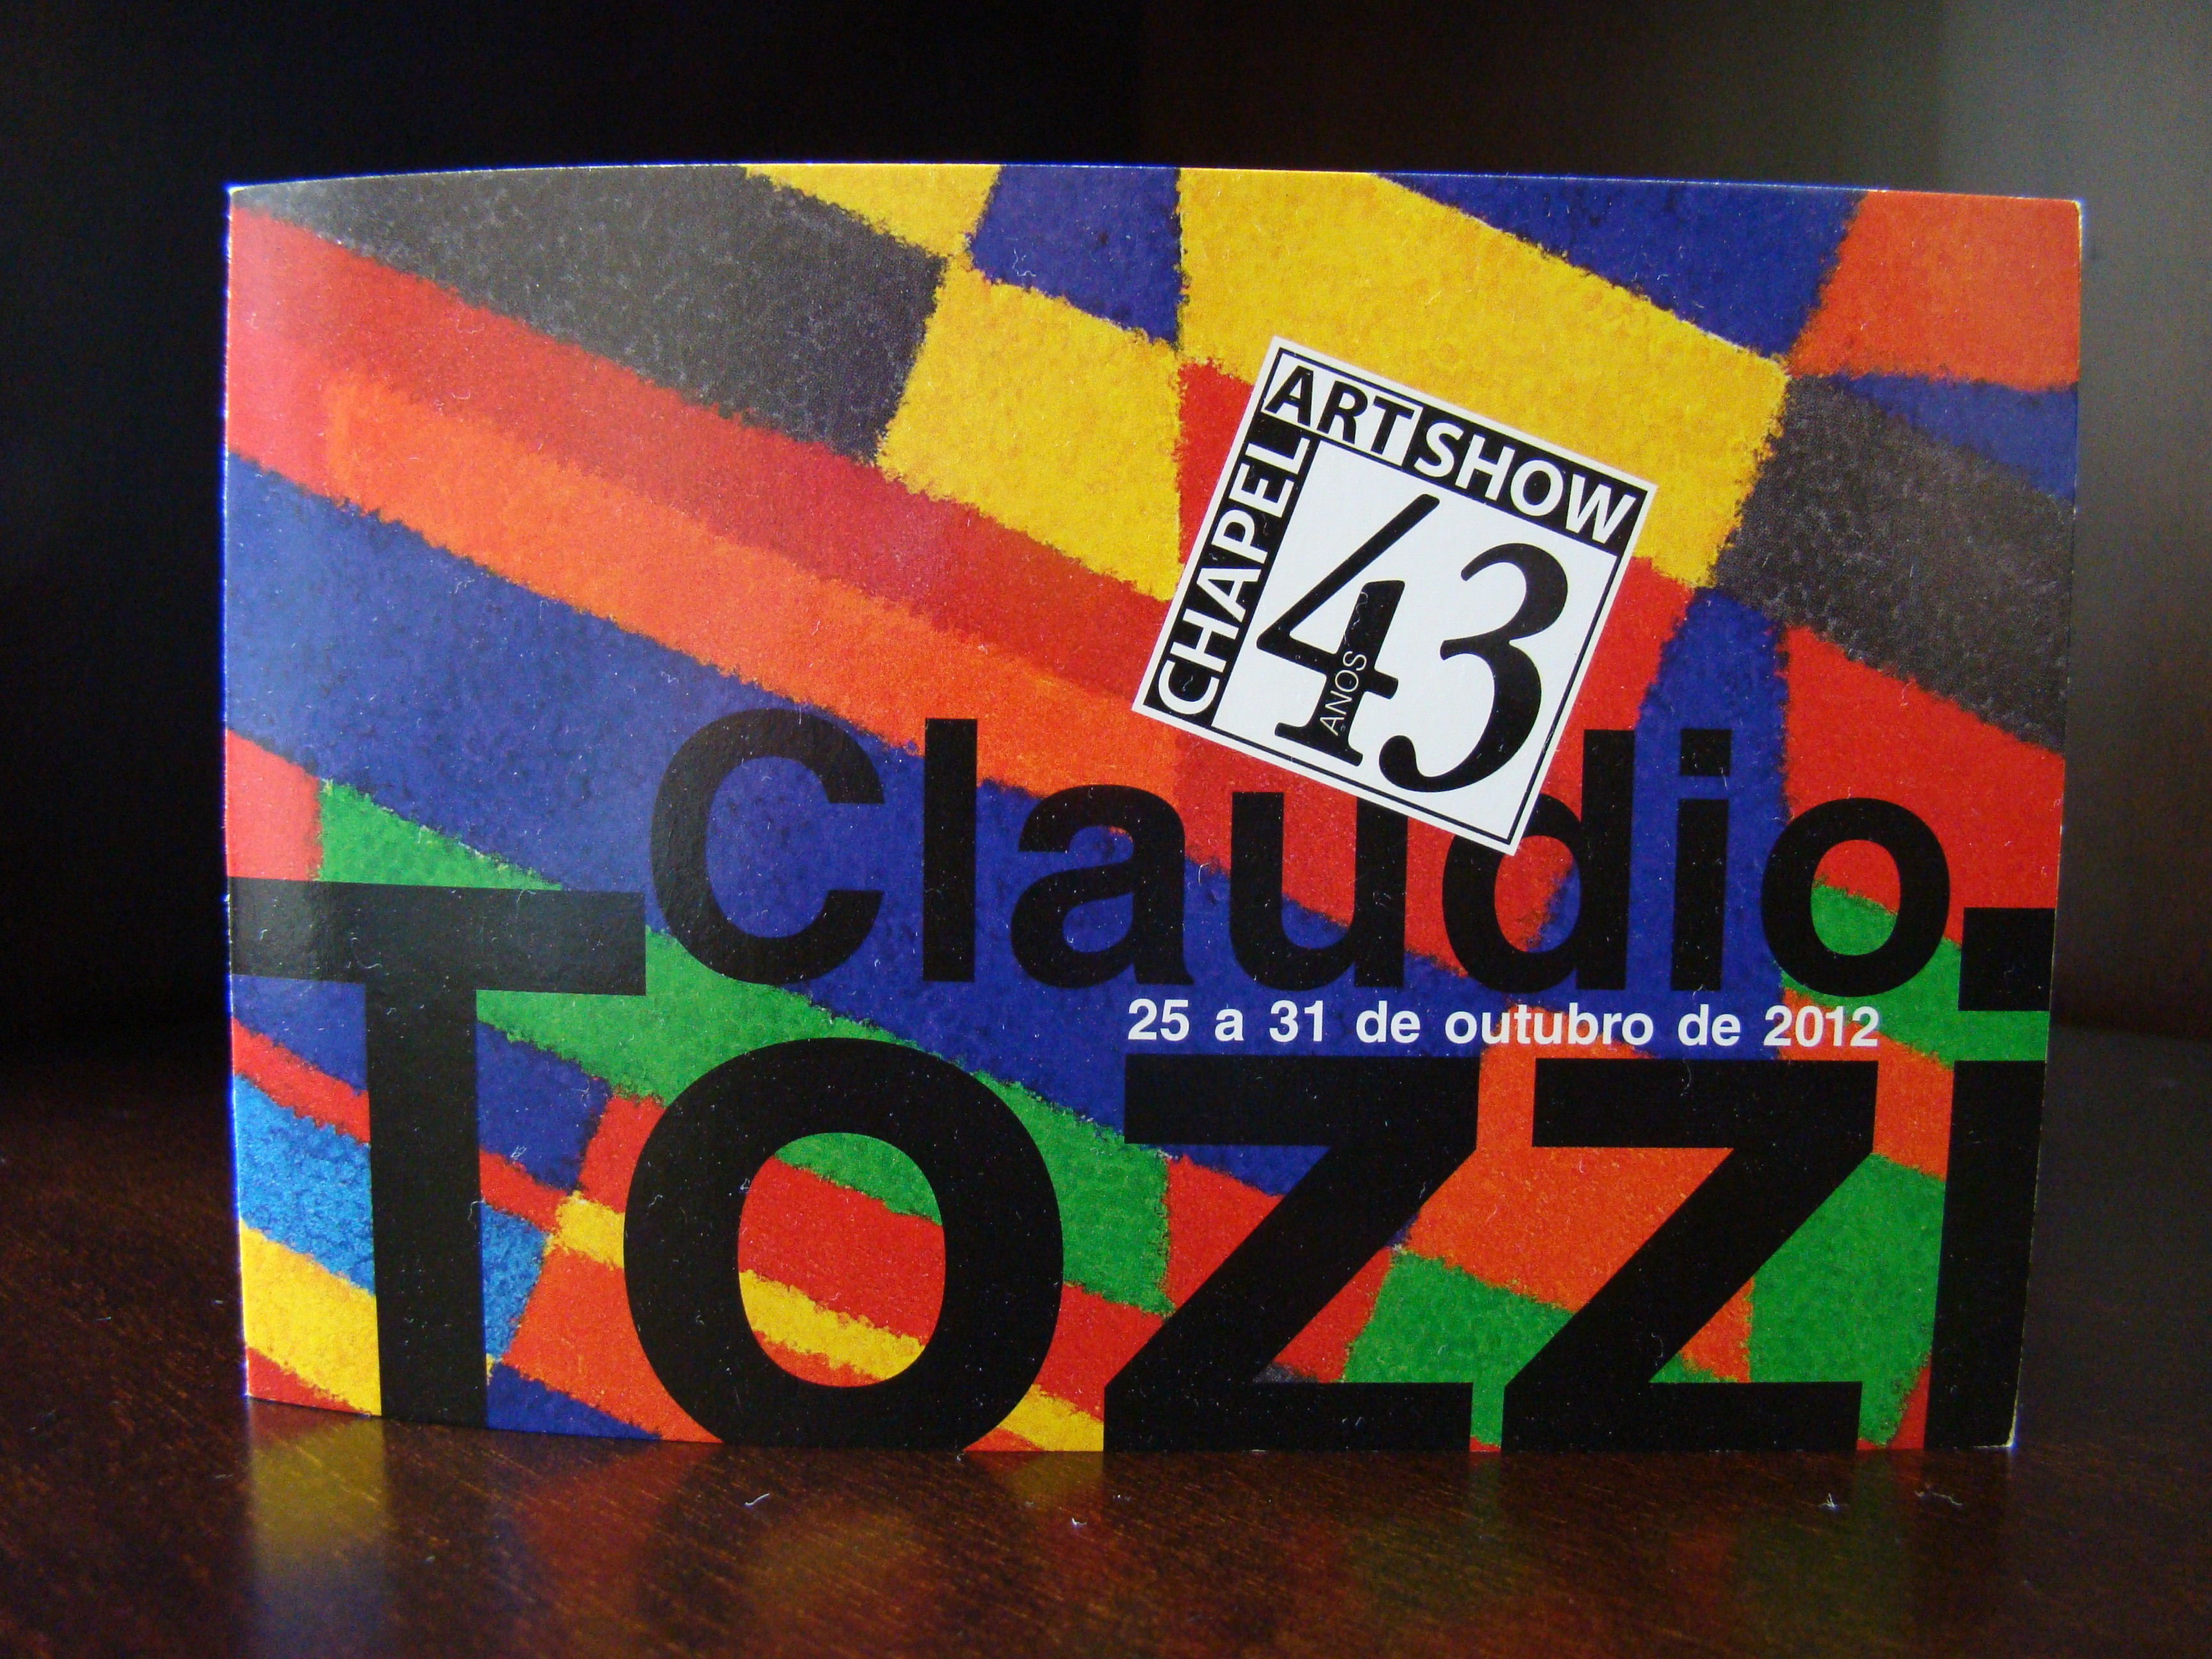 ART SHOW
CHAPEL
43
ANOS
Claudio.
25 a 31 de outubro de 2012
Tozzi